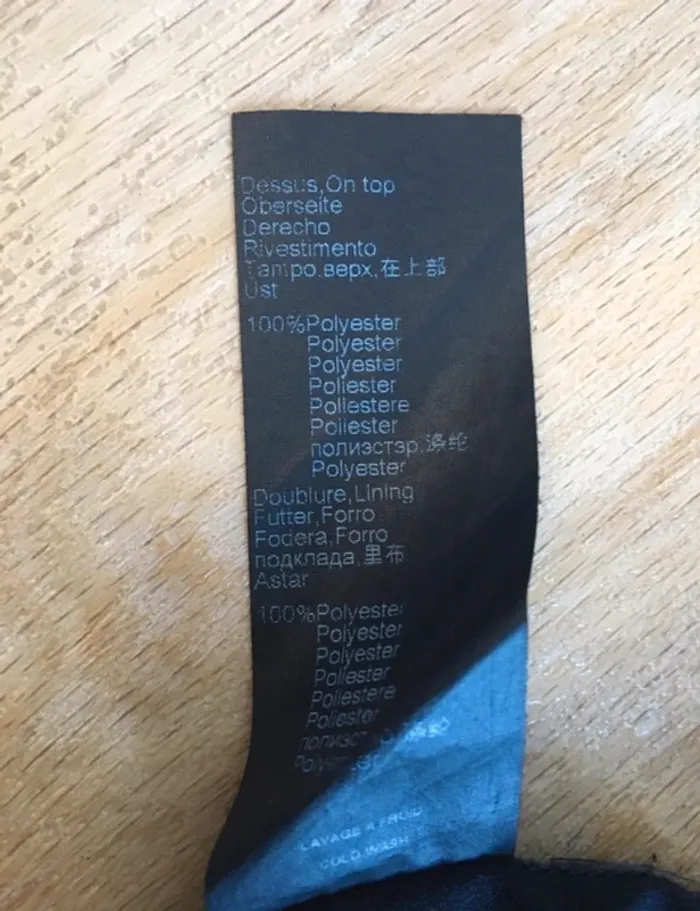 Dessus,On top
Oberseite
Derecho
Rivestimento
Tampo.верх,在上部
Üst
100%Polyester
Polyester
Polyester
Poliester
Poliestere
Poliester
полиэстэр,涤纶
Polyester
Doublure,Lining
Futter,Forro
Fodera,Forro
подклада,里布
Astar
100%Polyester
Polyester
Polyester
Poliester
Poliestere
Poliester
Polyester
LAVAGE A FROID
COLD WASH